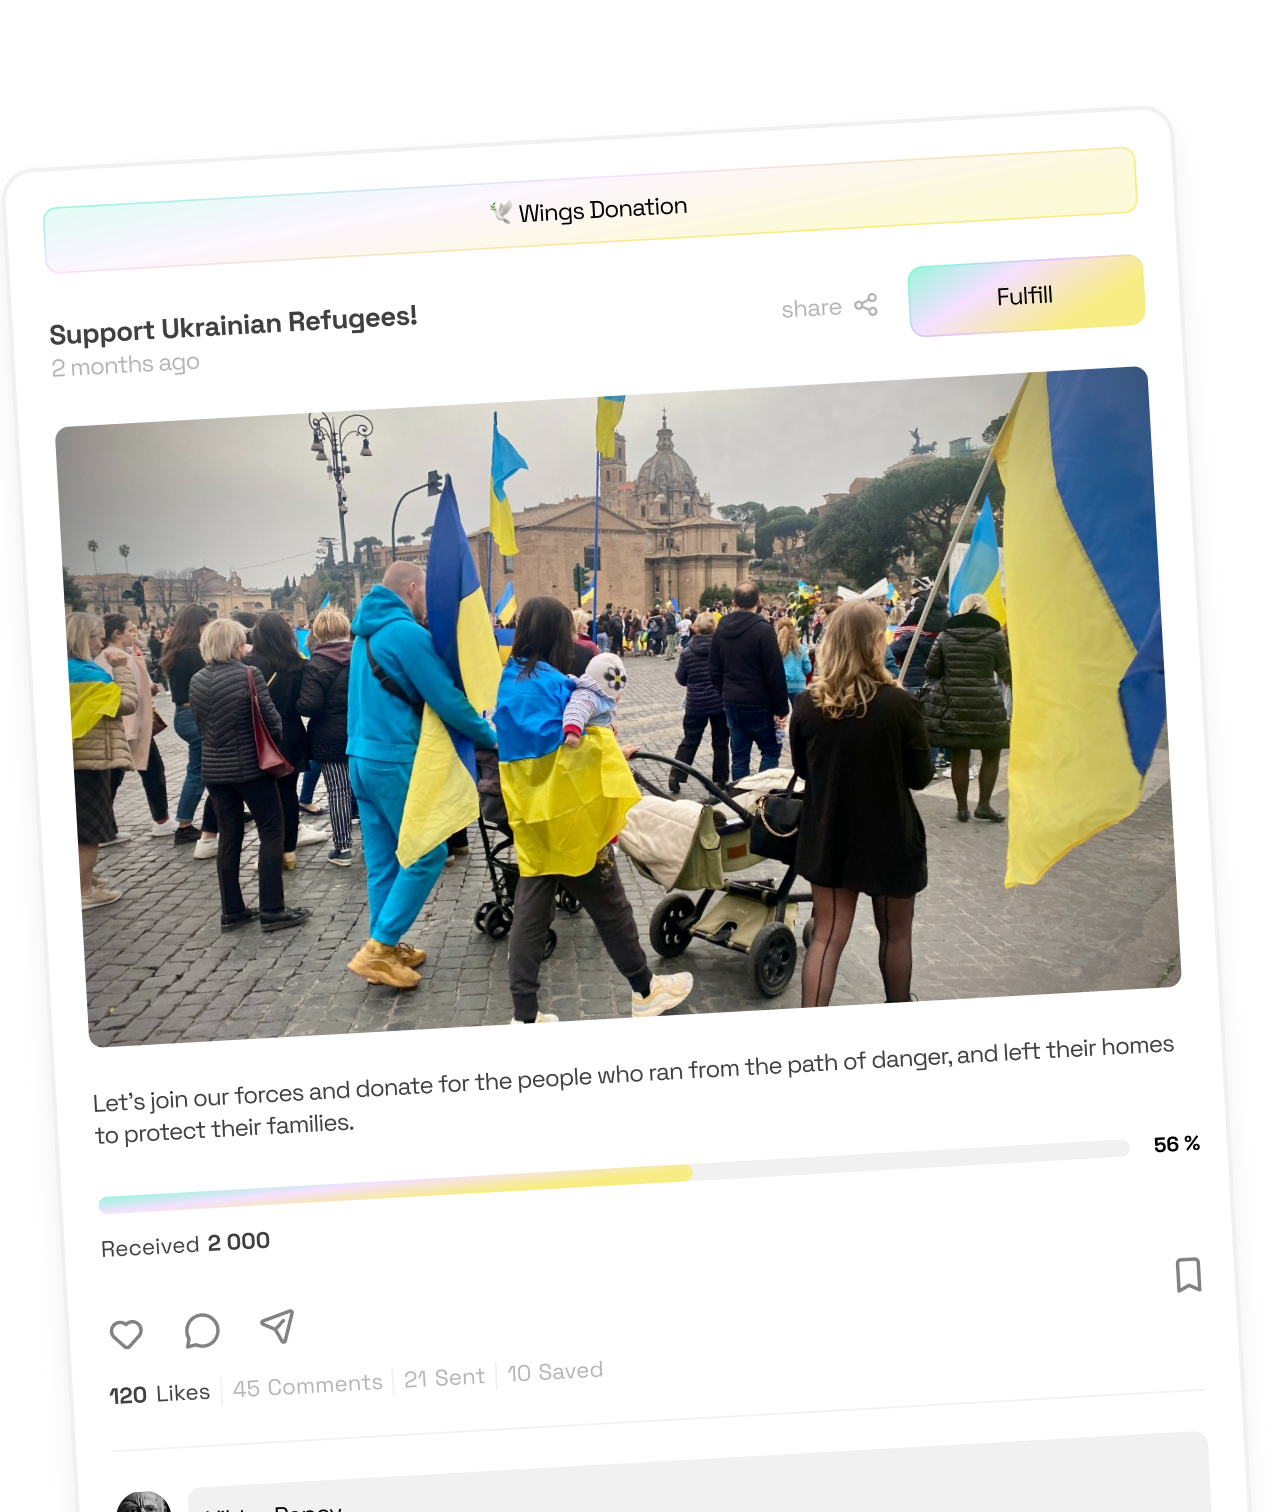 🕊️ Wings Donation
Support Ukrainian Refugees!
2 months ago
share
Fulfill
Let's join our forces and donate for the people who ran from the path of danger, and left their homes
to protect their families.
56 %
Received 2 000
120 Likes
45 Comments
21 Sent
10 Saved